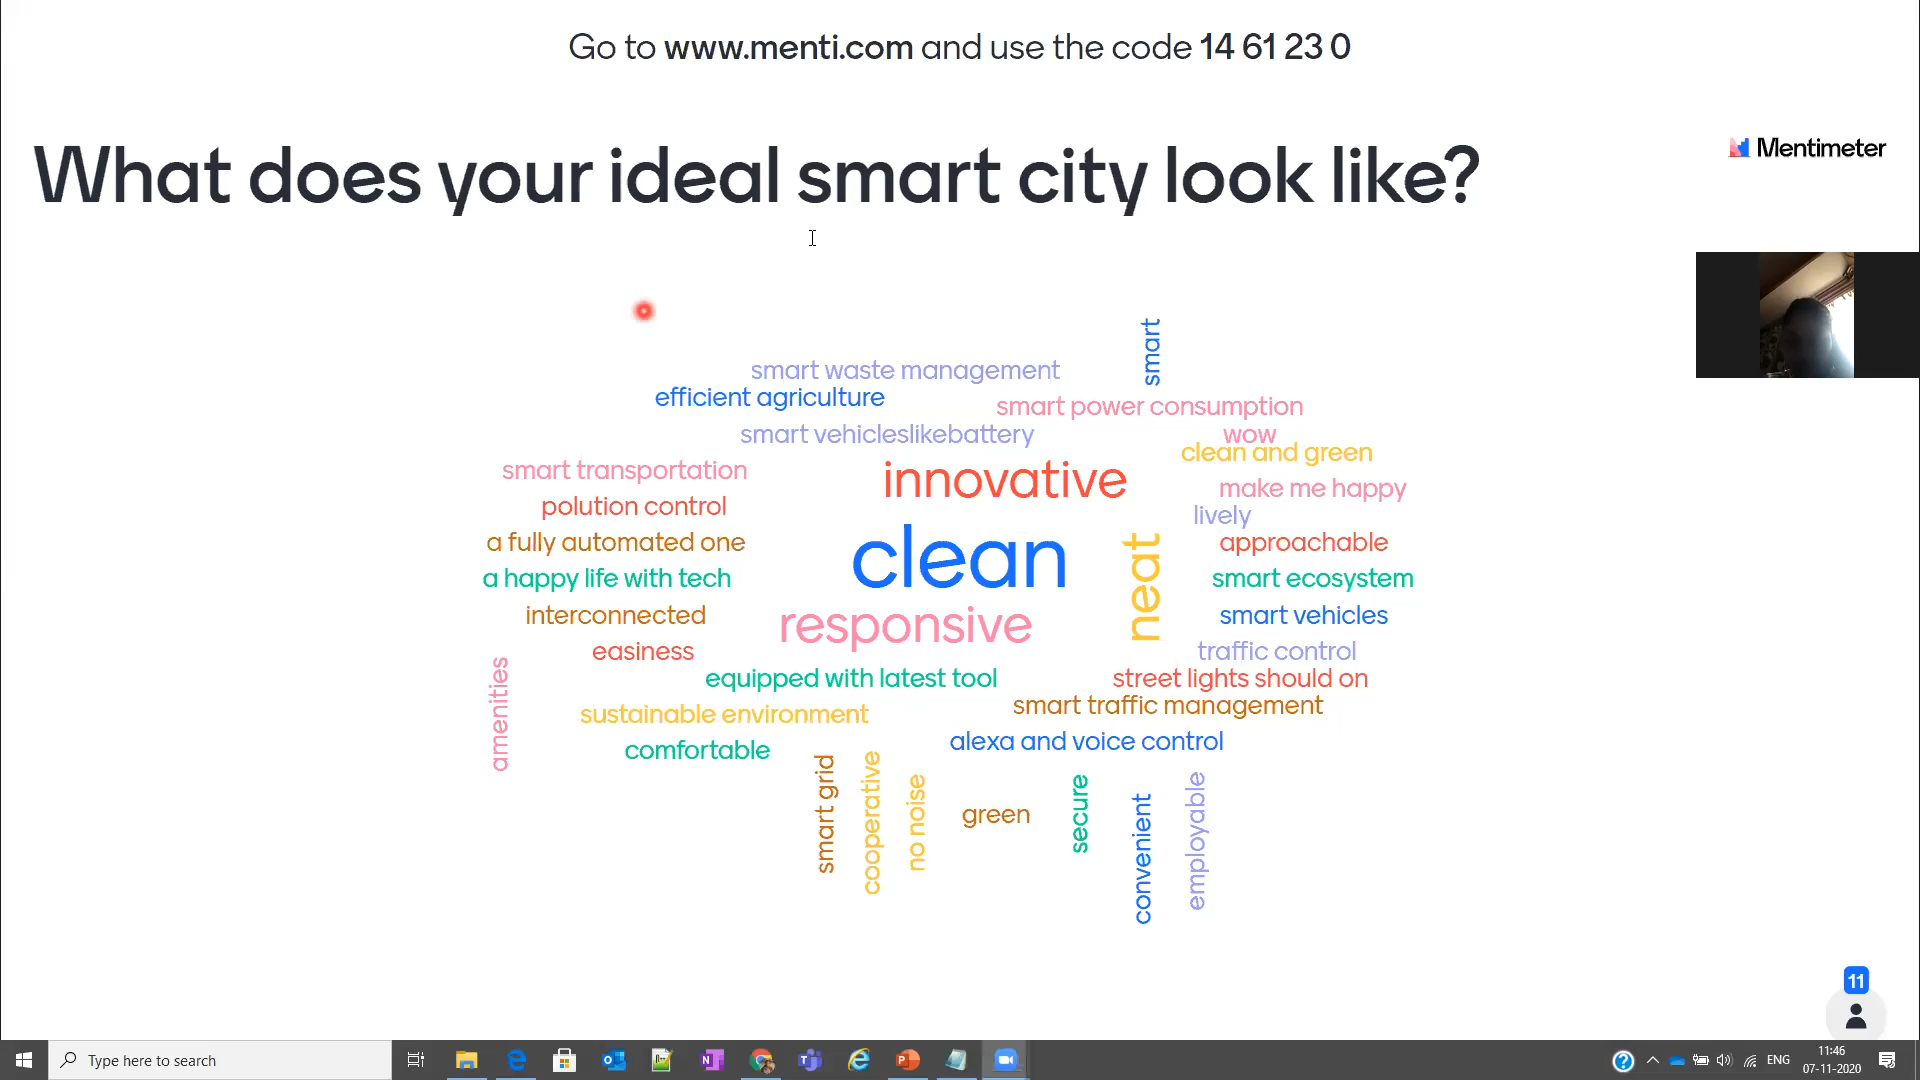 Go to www.menti.com and use the code 14 61 23 0
What does your ideal smart city look like?
Mentimeter
smart
smart waste management
efficient agriculture
smart power consumption
smart vehicleslikebattery
wow
clean and green
smart transportation
innovative
make me happy
polution control
lively
a fully automated one
clean
neat
approachable
a happy life with tech
smart ecosystem
interconnected
responsive
smart vehicles
easiness
traffic control
amenities
equipped with latest tool
street lights should on
sustainable environment
smart traffic management
comfortable
alexa and voice control
smart grid
cooperative
no noise
green
secure
convenient
employable
11
Type here to search
ENG
11:46
07-11-2020